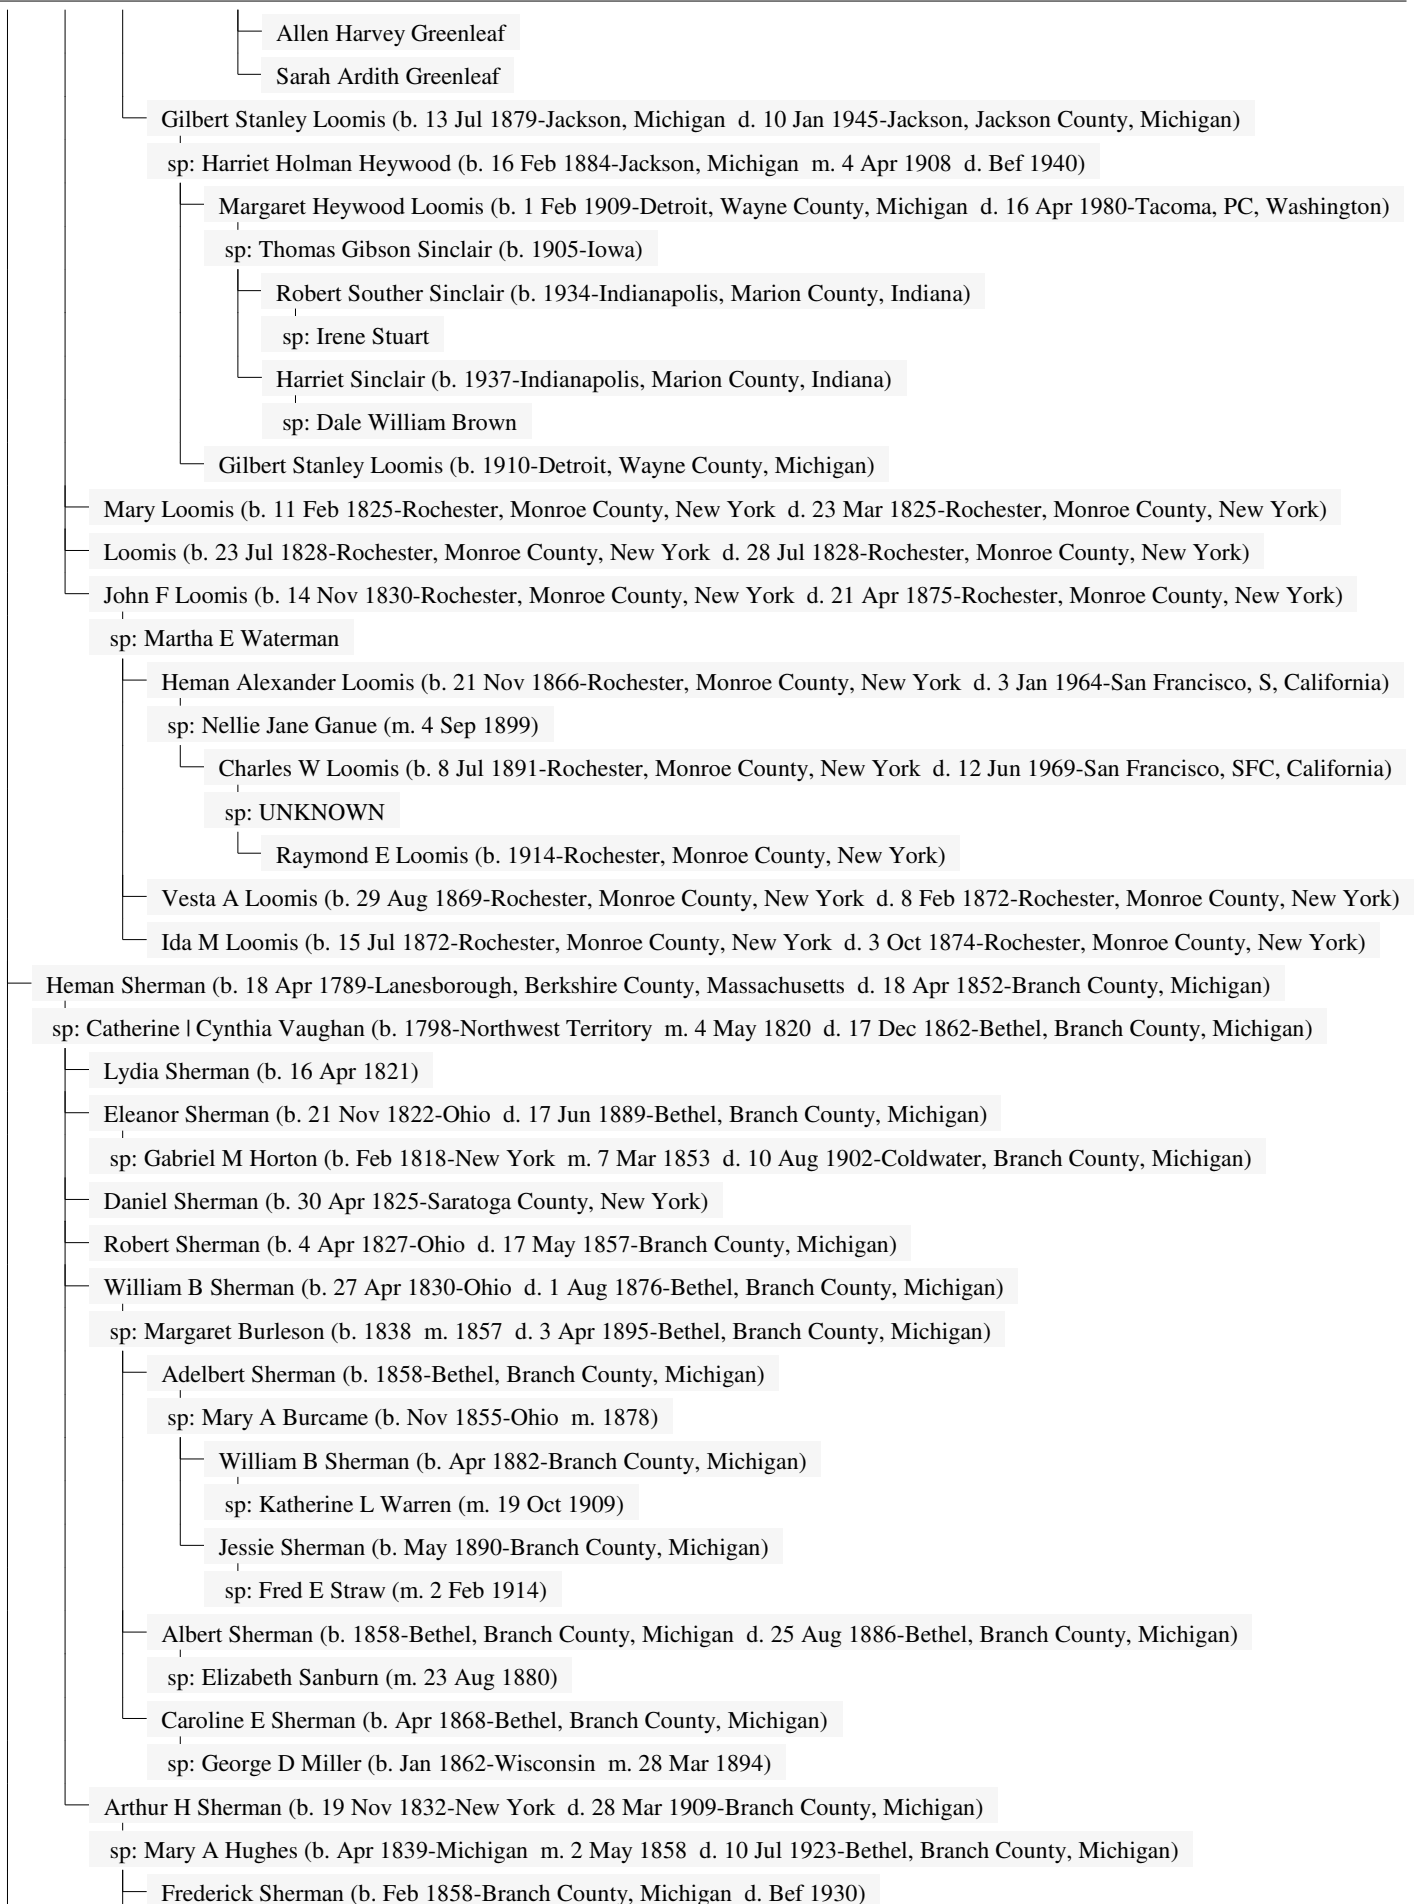 Allen Harvey Greenleaf
Sarah Ardith Greenleaf
Gilbert Stanley Loomis (b. 13 Jul 1879-Jackson, Michigan d. 10 Jan 1945-Jackson, Jackson County, Michigan)
sp: Harriet Holman Heywood (b. 16 Feb 1884-Jackson, Michigan m. 4 Apr 1908 d. Bef 1940)
Margaret Heywood Loomis (b. 1 Feb 1909-Detroit, Wayne County, Michigan d. 16 Apr 1980-Tacoma, PC, Washington)
sp: Thomas Gibson Sinclair (b. 1905-Iowa)
Robert Souther Sinclair (b. 1934-Indianapolis, Marion County, Indiana)
sp: Irene Stuart
Harriet Sinclair (b. 1937-Indianapolis, Marion County, Indiana)
sp: Dale William Brown
Gilbert Stanley Loomis (b. 1910-Detroit, Wayne County, Michigan)
Mary Loomis (b. 11 Feb 1825-Rochester, Monroe County, New York d. 23 Mar 1825-Rochester, Monroe County, New York)
Loomis (b. 23 Jul 1828-Rochester, Monroe County, New York d. 28 Jul 1828-Rochester, Monroe County, New York)
John F Loomis (b. 14 Nov 1830-Rochester, Monroe County, New York d. 21 Apr 1875-Rochester, Monroe County, New York)
sp: Martha E Waterman
Heman Alexander Loomis (b. 21 Nov 1866-Rochester, Monroe County, New York d. 3 Jan 1964-San Francisco, S, California)
sp: Nellie Jane Ganue (m. 4 Sep 1899)
Charles W Loomis (b. 8 Jul 1891-Rochester, Monroe County, New York d. 12 Jun 1969-San Francisco, SFC, California)
sp: UNKNOWN
Raymond E Loomis (b. 1914-Rochester, Monroe County, New York)
Vesta A Loomis (b. 29 Aug 1869-Rochester, Monroe County, New York d. 8 Feb 1872-Rochester, Monroe County, New York)
Ida M Loomis (b. 15 Jul 1872-Rochester, Monroe County, New York d. 3 Oct 1874-Rochester, Monroe County, New York)
Heman Sherman (b. 18 Apr 1789-Lanesborough, Berkshire County, Massachusetts d. 18 Apr 1852-Branch County, Michigan)
sp: Catherine | Cynthia Vaughan (b. 1798-Northwest Territory m. 4 May 1820 d. 17 Dec 1862-Bethel, Branch County, Michigan)
Lydia Sherman (b. 16 Apr 1821)
Eleanor Sherman (b. 21 Nov 1822-Ohio d. 17 Jun 1889-Bethel, Branch County, Michigan)
sp: Gabriel M Horton (b. Feb 1818-New York m. 7 Mar 1853 d. 10 Aug 1902-Coldwater, Branch County, Michigan)
Daniel Sherman (b. 30 Apr 1825-Saratoga County, New York)
Robert Sherman (b. 4 Apr 1827-Ohio d. 17 May 1857-Branch County, Michigan)
William B Sherman (b. 27 Apr 1830-Ohio d. 1 Aug 1876-Bethel, Branch County, Michigan)
sp: Margaret Burleson (b. 1838 m. 1857 d. 3 Apr 1895-Bethel, Branch County, Michigan)
Adelbert Sherman (b. 1858-Bethel, Branch County, Michigan)
sp: Mary A Burcame (b. Nov 1855-Ohio m. 1878)
William B Sherman (b. Apr 1882-Branch County, Michigan)
sp: Katherine L Warren (m. 19 Oct 1909)
Jessie Sherman (b. May 1890-Branch County, Michigan)
sp: Fred E Straw (m. 2 Feb 1914)
Albert Sherman (b. 1858-Bethel, Branch County, Michigan d. 25 Aug 1886-Bethel, Branch County, Michigan)
sp: Elizabeth Sanburn (m. 23 Aug 1880)
Caroline E Sherman (b. Apr 1868-Bethel, Branch County, Michigan)
sp: George D Miller (b. Jan 1862-Wisconsin m. 28 Mar 1894)
Arthur H Sherman (b. 19 Nov 1832-New York d. 28 Mar 1909-Branch County, Michigan)
sp: Mary A Hughes (b. Apr 1839-Michigan m. 2 May 1858 d. 10 Jul 1923-Bethel, Branch County, Michigan)
Frederick Sherman (b. Feb 1858-Branch County, Michigan d. Bef 1930)